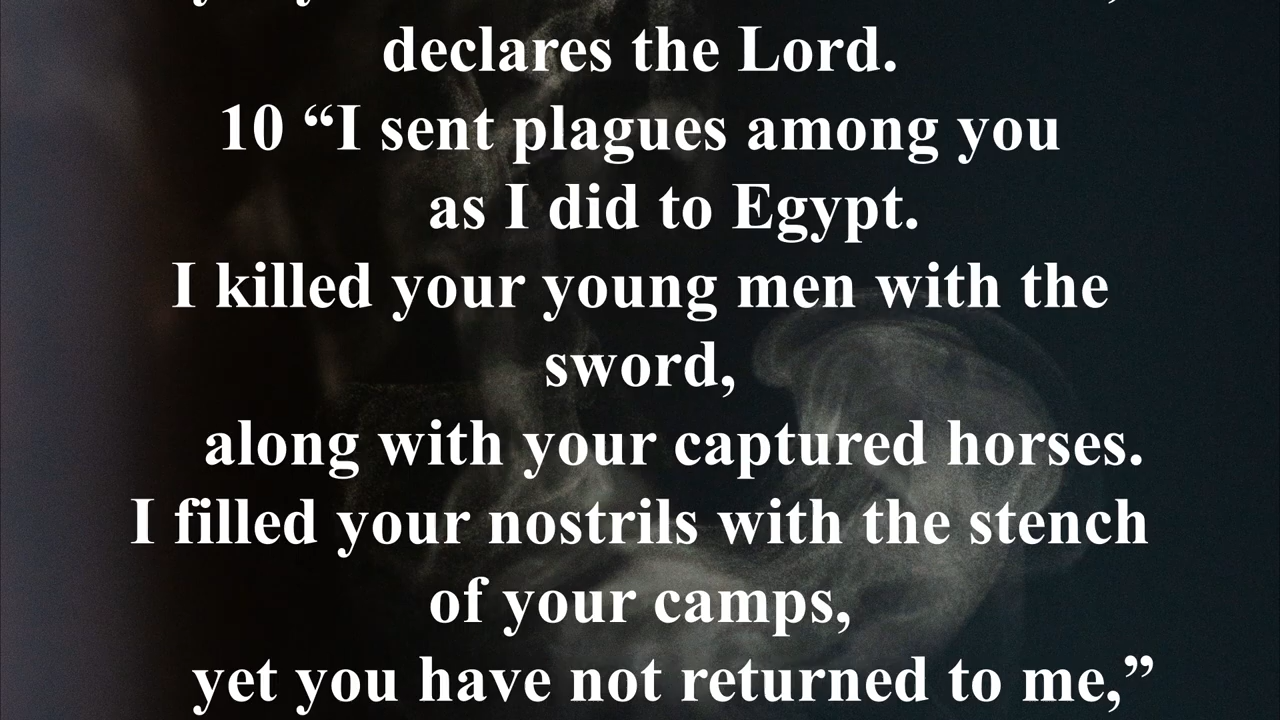 declares the Lord.
10 “I sent plagues among you
as I did to Egypt.
I killed your young men with the
sword,
along with your captured horses.
I filled your nostrils with the stench
of your camps,
yet you have not returned to me,”